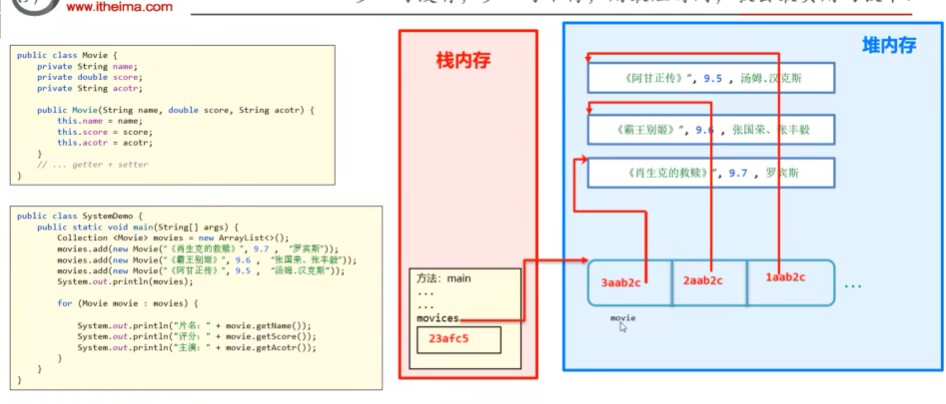 www.itheima.com
public class Movie {
private String name;
private double score;
private String acotr;
public Movie(String name, double score, String acotr) {
this.name = name;
this.score = score;
this.acotr = acotr;
}
// ... getter + setter
}
public class SystemDemo {
public static void main(String[] args) {
Collection <Movie> movies = new ArrayList<>();
movies.add(new Movie("《肖生克的救赎》", 9.7 , "罗宾斯"));
movies.add(new Movie("《霸王别姬》", 9.6 , "张国荣、张丰毅"));
movies.add(new Movie("《阿甘正传》", 9.5 , "汤姆.汉克斯"));
System.out.println(movies);
for (Movie movie : movies) {
System.out.println("片名: " + movie.getName());
System.out.println("评分: " + movie.getScore());
System.out.println("主演: " + movie.getAcotr());
}
}
}
栈内存
方法：main
...
...
movices
23afc5
堆内存
《阿甘正传》", 9.5 , 汤姆.汉克斯
《霸王别姬》", 9.6 , 张国荣、张丰毅
《肖生克的救赎》", 9.7 , 罗宾斯
3aab2c
2aab2c
1aab2c
...
movie